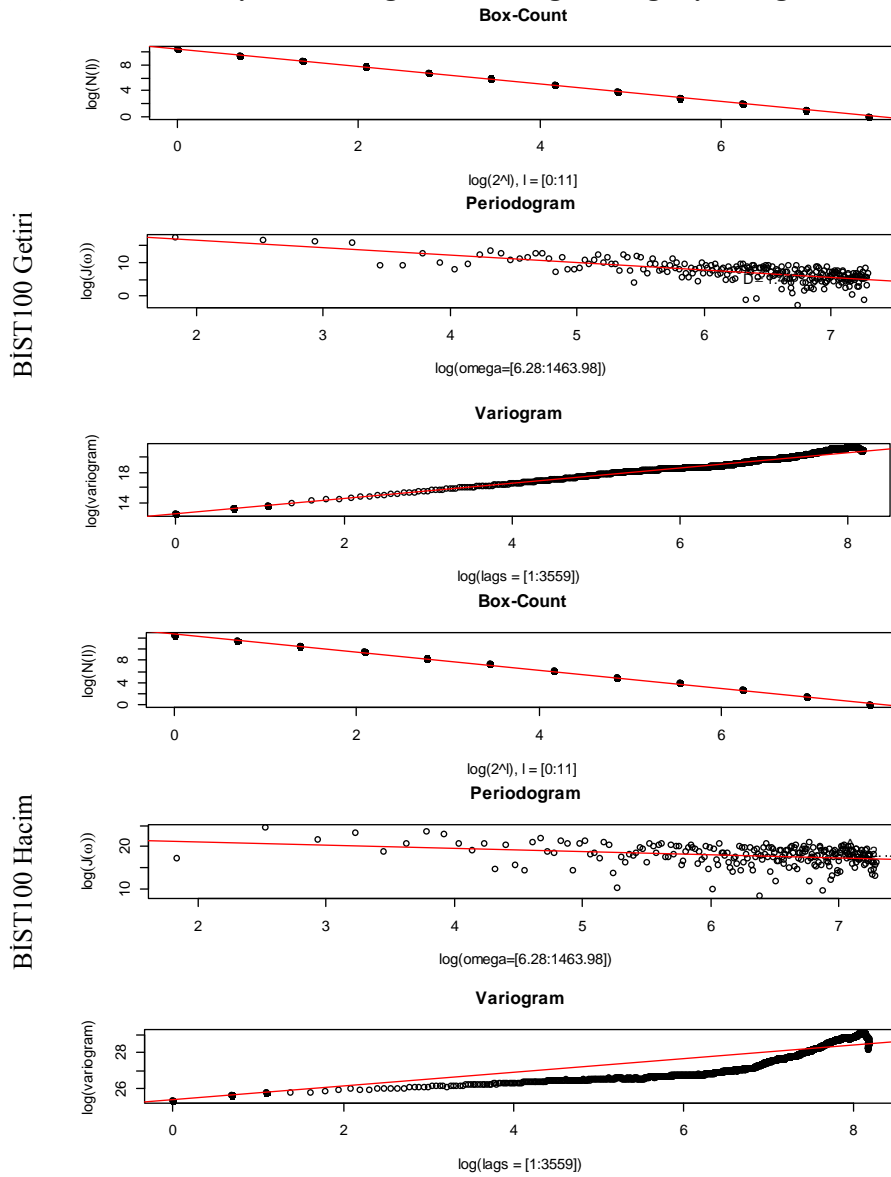 Box-Count
log(N(l))
0 4 8
0 2 4 6
log(2^l), l = [0:11]
Periodogram
BİST100 Getiri
log(J(ω))
0 10
2 3 4 5 6 7
log(omega=[6.28:1463.98])
Variogram
log(variogram)
14 18
0 2 4 6 8
log(lags = [1:3559])
Box-Count
log(N(l))
0 4 8
0 2 4 6
log(2^l), l = [0:11]
Periodogram
BİST100 Hacim
log(J(ω))
10 20
2 3 4 5 6 7
log(omega=[6.28:1463.98])
Variogram
log(variogram)
26 28
0 2 4 6 8
log(lags = [1:3559])